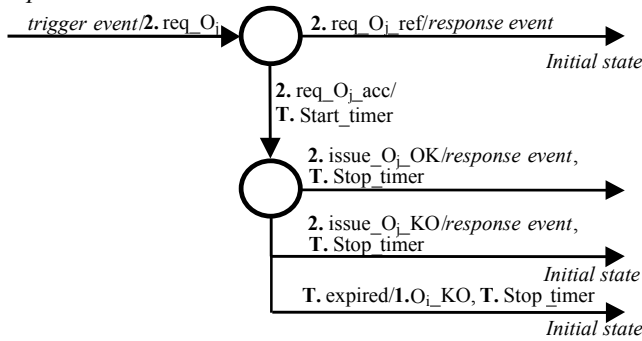 trigger event/2. req_Oj
2. req_Oj_ref/response event
Initial state
2. req_Oj_acc/
T. Start_timer
2. issue_Oj_OK/response event,
T. Stop_timer
2. issue_Oj_KO/response event,
T. Stop_timer
Initial state
T. expired/1.Oi_KO, T. Stop_timer
Initial state